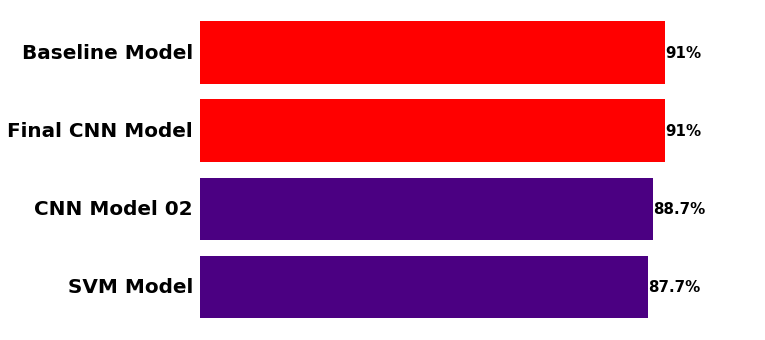 Baseline Model 91%
Final CNN Model 91%
CNN Model 02 88.7%
SVM Model 87.7%